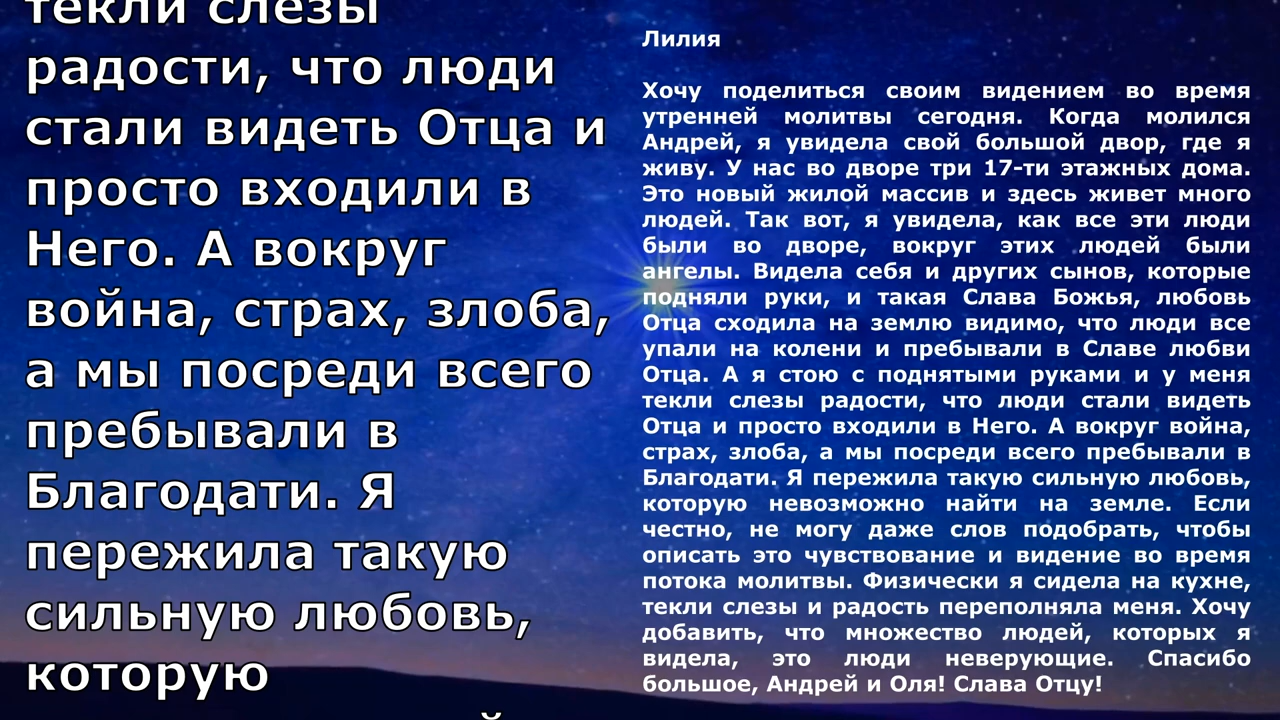 текли слезы
радости, что люди
стали видеть Отца и
просто входили в
Него. А вокруг
война, страх, злоба,
а мы посреди всего
пребывали в
Благодати. Я
пережила такую
сильную любовь,
которую
Лилия
Хочу поделиться своим видением во время
утренней молитвы сегодня. Когда молился
Андрей, я увидела свой большой двор, где я
живу. У нас во дворе три 17-ти этажных дома.
Это новый жилой массив и здесь живет много
людей. Так вот, я увидела, как все эти люди
были во дворе, вокруг этих людей были
ангелы. Видела себя и других сынов, которые
подняли руки, и такая Слава Божья, любовь
Отца сходила на землю видимо, что люди все
упали на колени и пребывали в Славе любви
Отца. А я стою с поднятыми руками и у меня
текли слезы радости, что люди стали видеть
Отца и просто входили в Него. А вокруг война,
страх, злоба, а мы посреди всего пребывали в
Благодати. Я пережила такую сильную любовь,
которую невозможно найти на земле. Если
честно, не могу даже слов подобрать, чтобы
описать это чувствование и видение во время
потока молитвы. Физически я сидела на кухне,
текли слезы и радость переполняла меня. Хочу
добавить, что множество людей, которых я
видела, это люди неверующие. Спасибо
большое, Андрей и Оля! Слава Отцу!